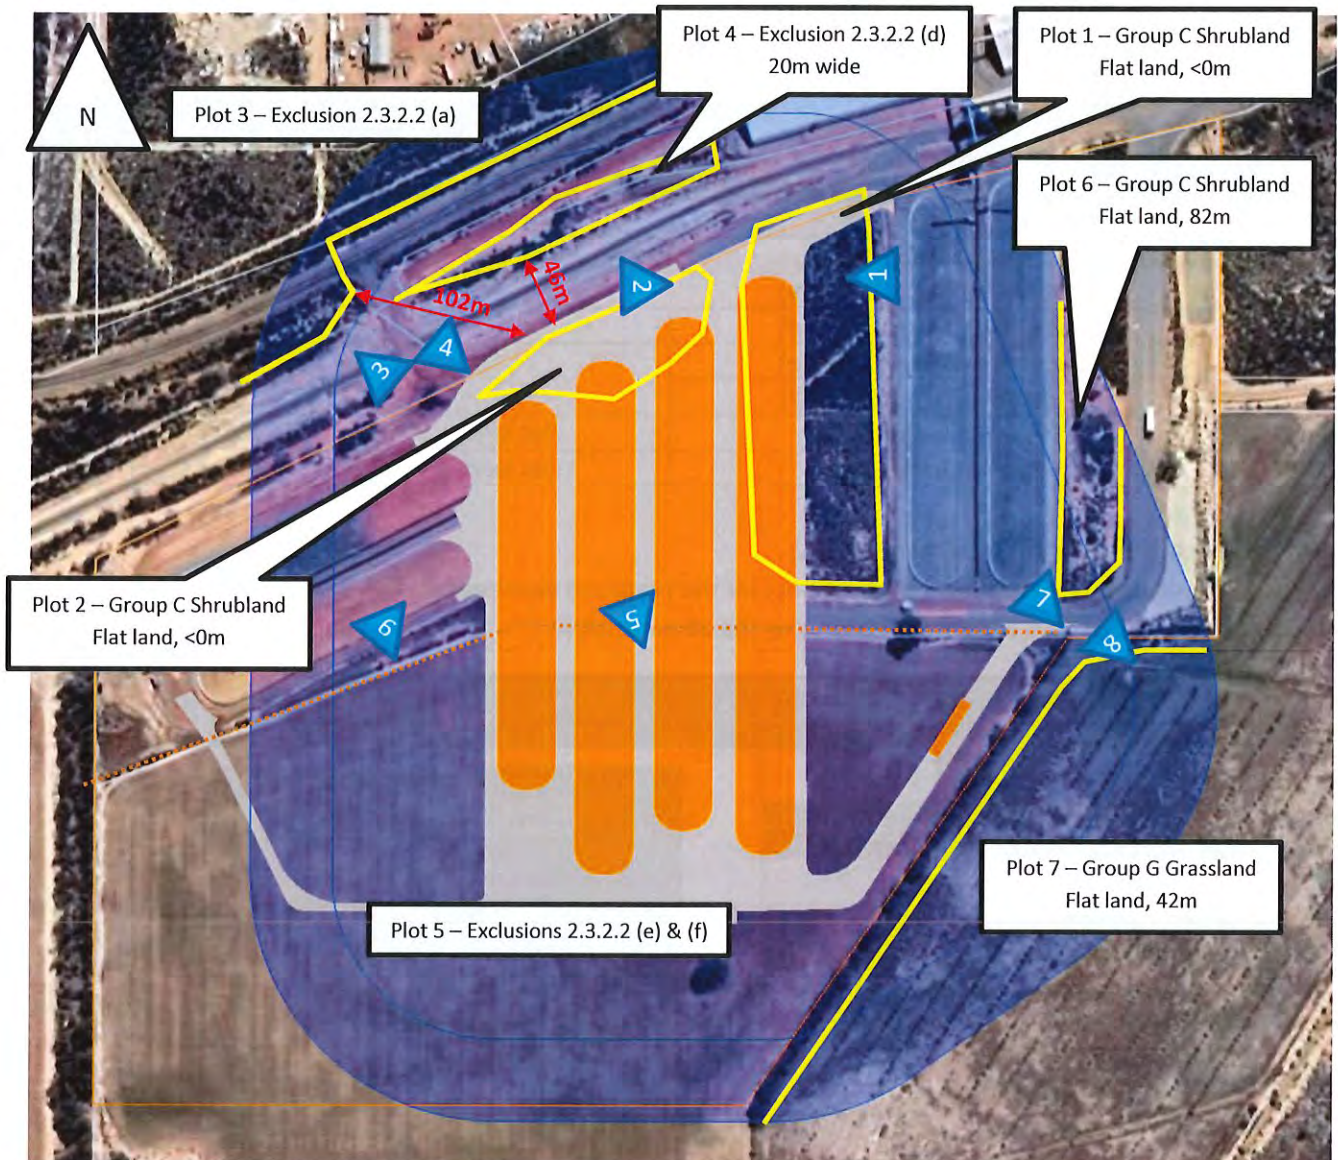 Plot 4 – Exclusion 2.3.2.2 (d)
20m wide
Plot 1 – Group C Shrubland
Flat land, <0m
N
Plot 3 – Exclusion 2.3.2.2 (a)
Plot 6 – Group C Shrubland
Flat land, 82m
46m
102m
1
2
3
4
Plot 2 – Group C Shrubland
Flat land, <0m
5
6
7
8
Plot 7 – Group G Grassland
Flat land, 42m
Plot 5 – Exclusions 2.3.2.2 (e) & (f)